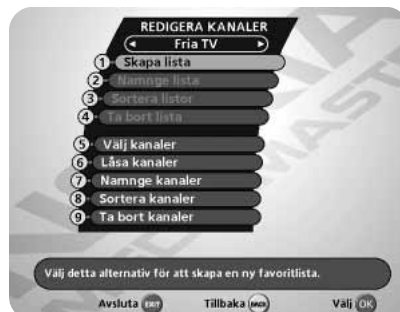 REDIGERA KANALER
Fria TV
1 Skapa lista
2 Namnge lista
3 Sortera listor
4 Ta bort lista
5 Välj kanaler
6 Låsa kanaler
7 Namnge kanaler
8 Sortera kanaler
9 Ta bort kanaler
Välj detta alternativ för att skapa en ny favoritlista.
Avsluta EXIT Tillbaka BACK Välj OK